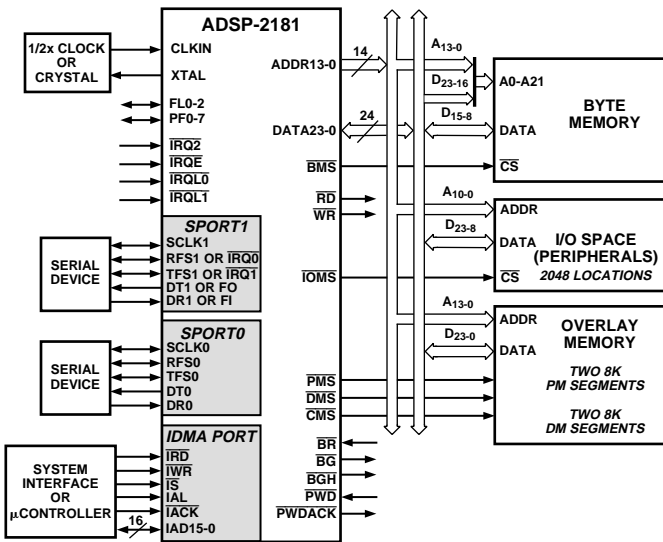 ADSP-2181
1/2x CLOCK
OR
CRYSTAL
CLKIN
XTAL
FL0-2
PF0-7
IRQ2
IRQE
IRQL0
IRQL1
SPORT1
SCLK1
RFS1 OR IRQ0
TFS1 OR IRQ1
DT1 OR FO
DR1 OR FI
SERIAL
DEVICE
SPORT0
SCLK0
RFS0
TFS0
DT0
DR0
SERIAL
DEVICE
IDMA PORT
IRD
IWR
IS
IAL
IACK
IAD15-0
16
SYSTEM
INTERFACE
OR
μCONTROLLER
ADDR13-0
14
DATA23-0
24
BMS
RD
WR
IOMS
PMS
DMS
CMS
BR
BG
BGH
PWD
PWDACK
A13-0
D23-16
D15-8
A0-A21
DATA
CS
BYTE
MEMORY
A10-0
D23-8
ADDR
DATA
CS
I/O SPACE
(PERIPHERALS)
2048 LOCATIONS
A13-0
D23-0
ADDR
DATA
OVERLAY
MEMORY
TWO 8K
PM SEGMENTS
TWO 8K
DM SEGMENTS